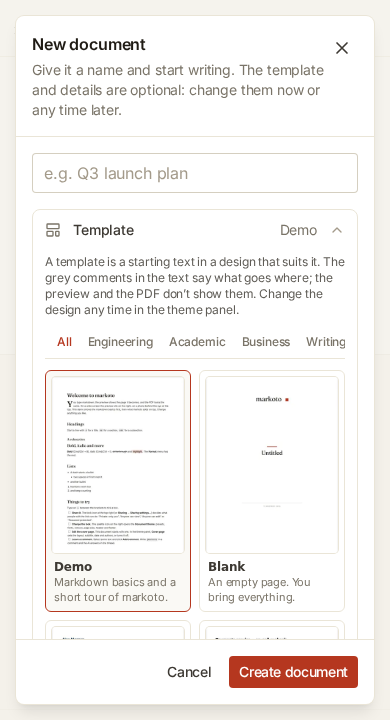 New document
Give it a name and start writing. The template
and details are optional: change them now or
any time later.
e.g. Q3 launch plan
Template
Demo
A template is a starting text in a design that suits it. The
grey comments in the text say what goes where; the
preview and the PDF don't show them. Change the
design any time in the theme panel.
All Engineering Academic Business Writing
Welcome to markoto
Headings
Bold, italic and more
Lists
Things to try
markoto
Untitled
Demo
Markdown basics and a
short tour of markoto.
Blank
An empty page. You
bring everything.
Cancel
Create document